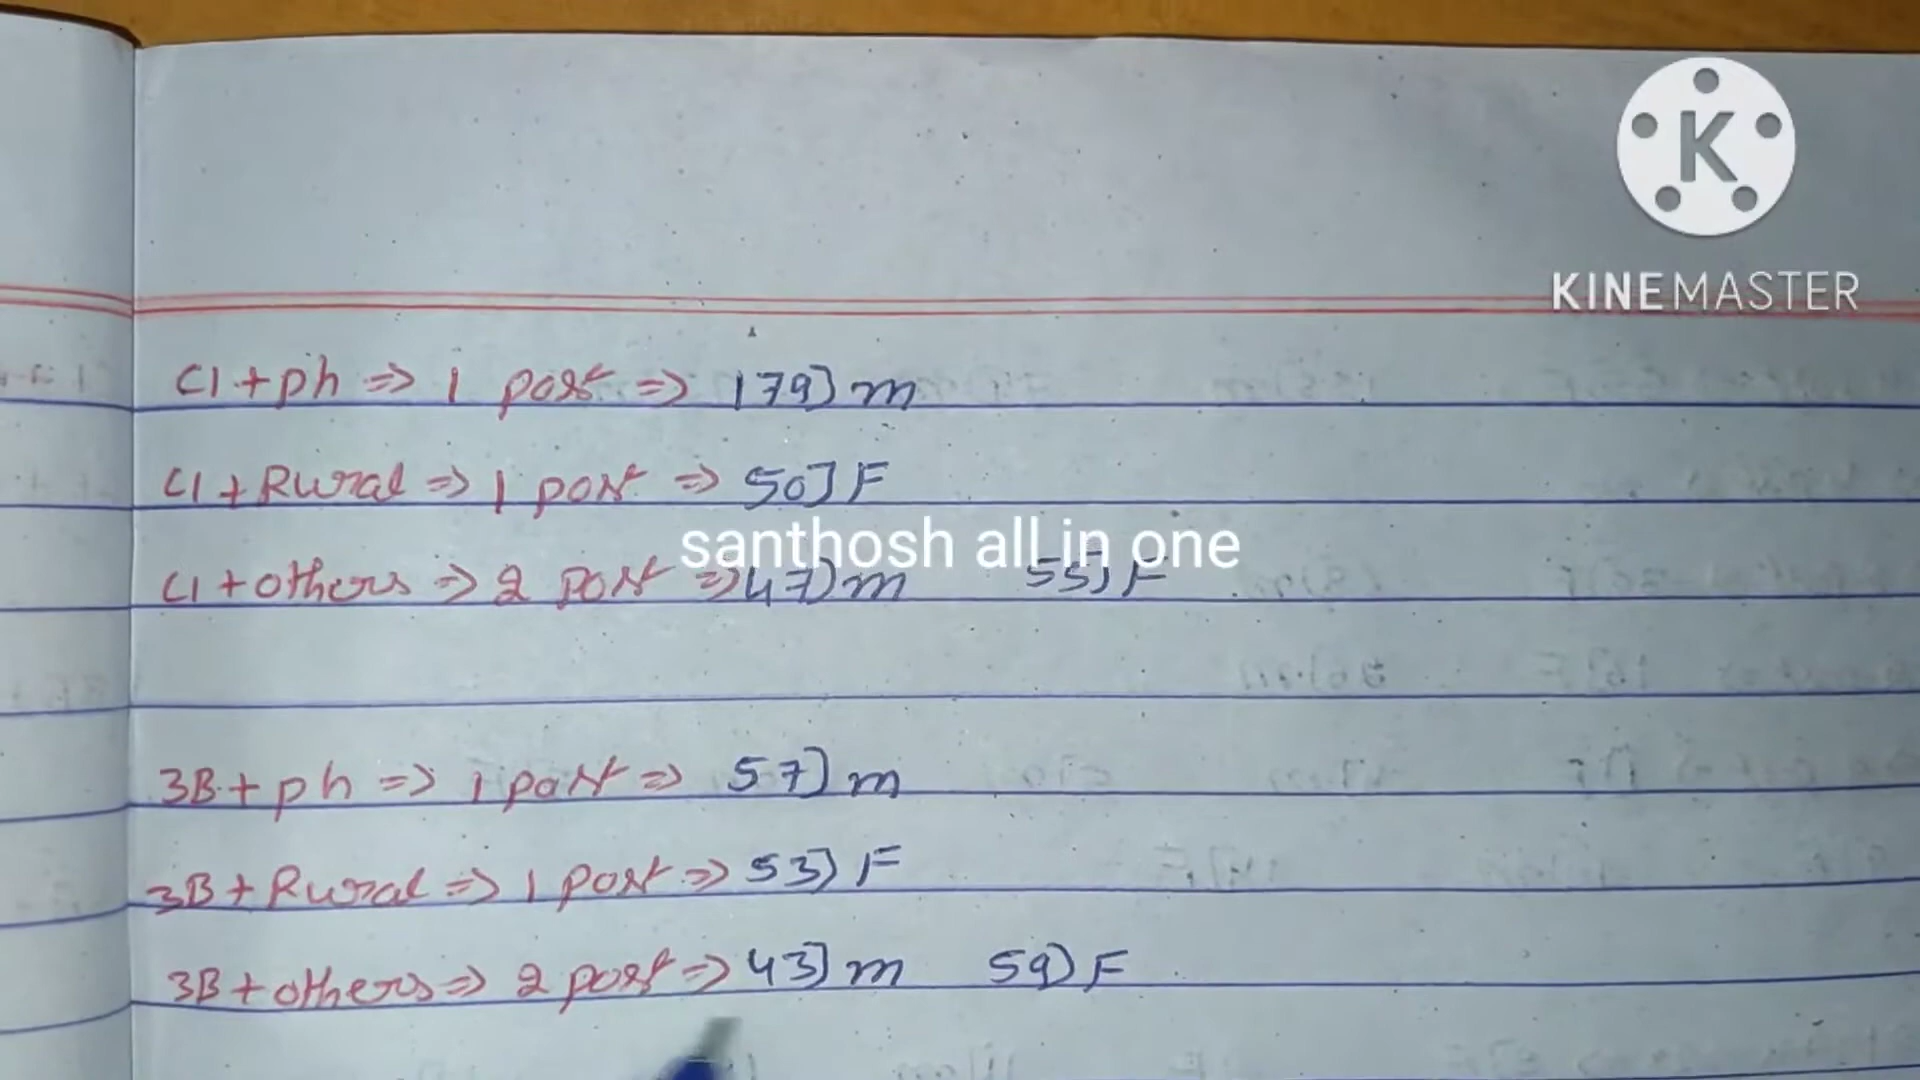 K
KINEMASTER
C1+ph => 1 post => 179) m
C1+Rural => 1 post => 50) F
santhosh all in one
C1+others => 2 post => 47) m 55) F
3B+ph => 1 post => 57) m
3B+Rural => 1 post => 53) F
3B+others => 2 post => 43) m 59) F